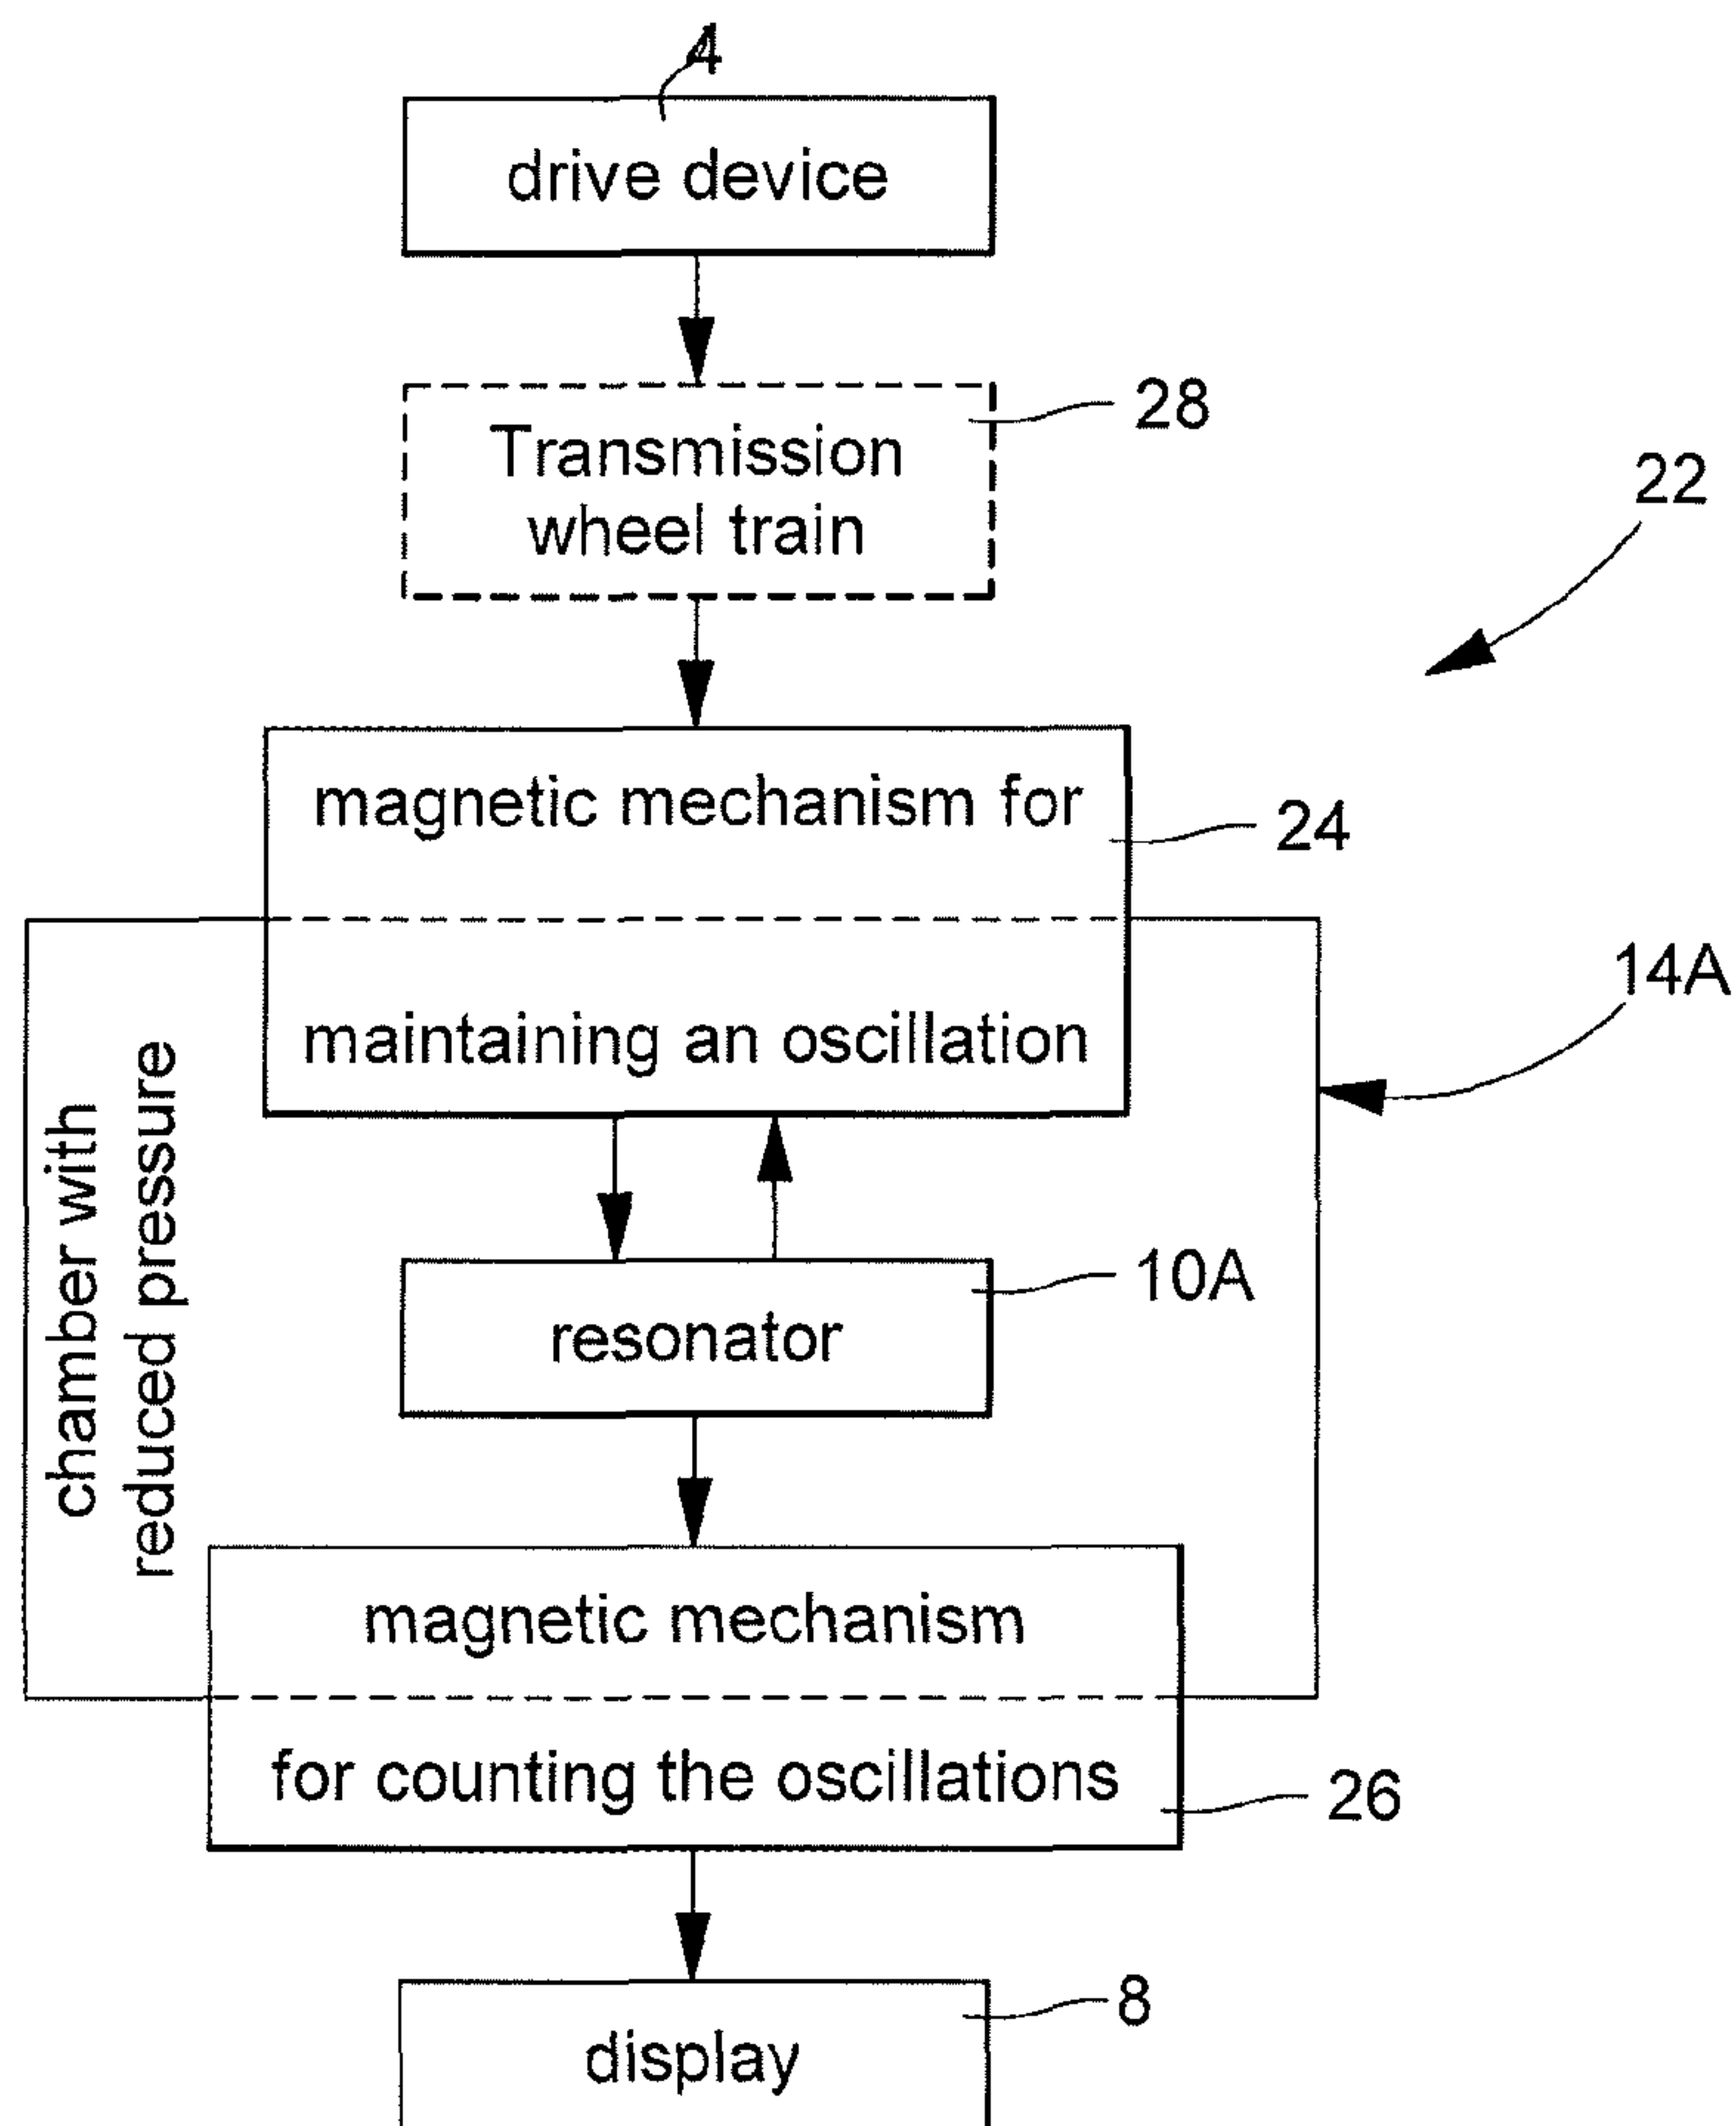 4
drive device
28
Transmission
wheel train
22
magnetic mechanism for
24
14A
maintaining an oscillation
chamber with
reduced pressure
10A
resonator
magnetic mechanism
for counting the oscillations
26
8
display